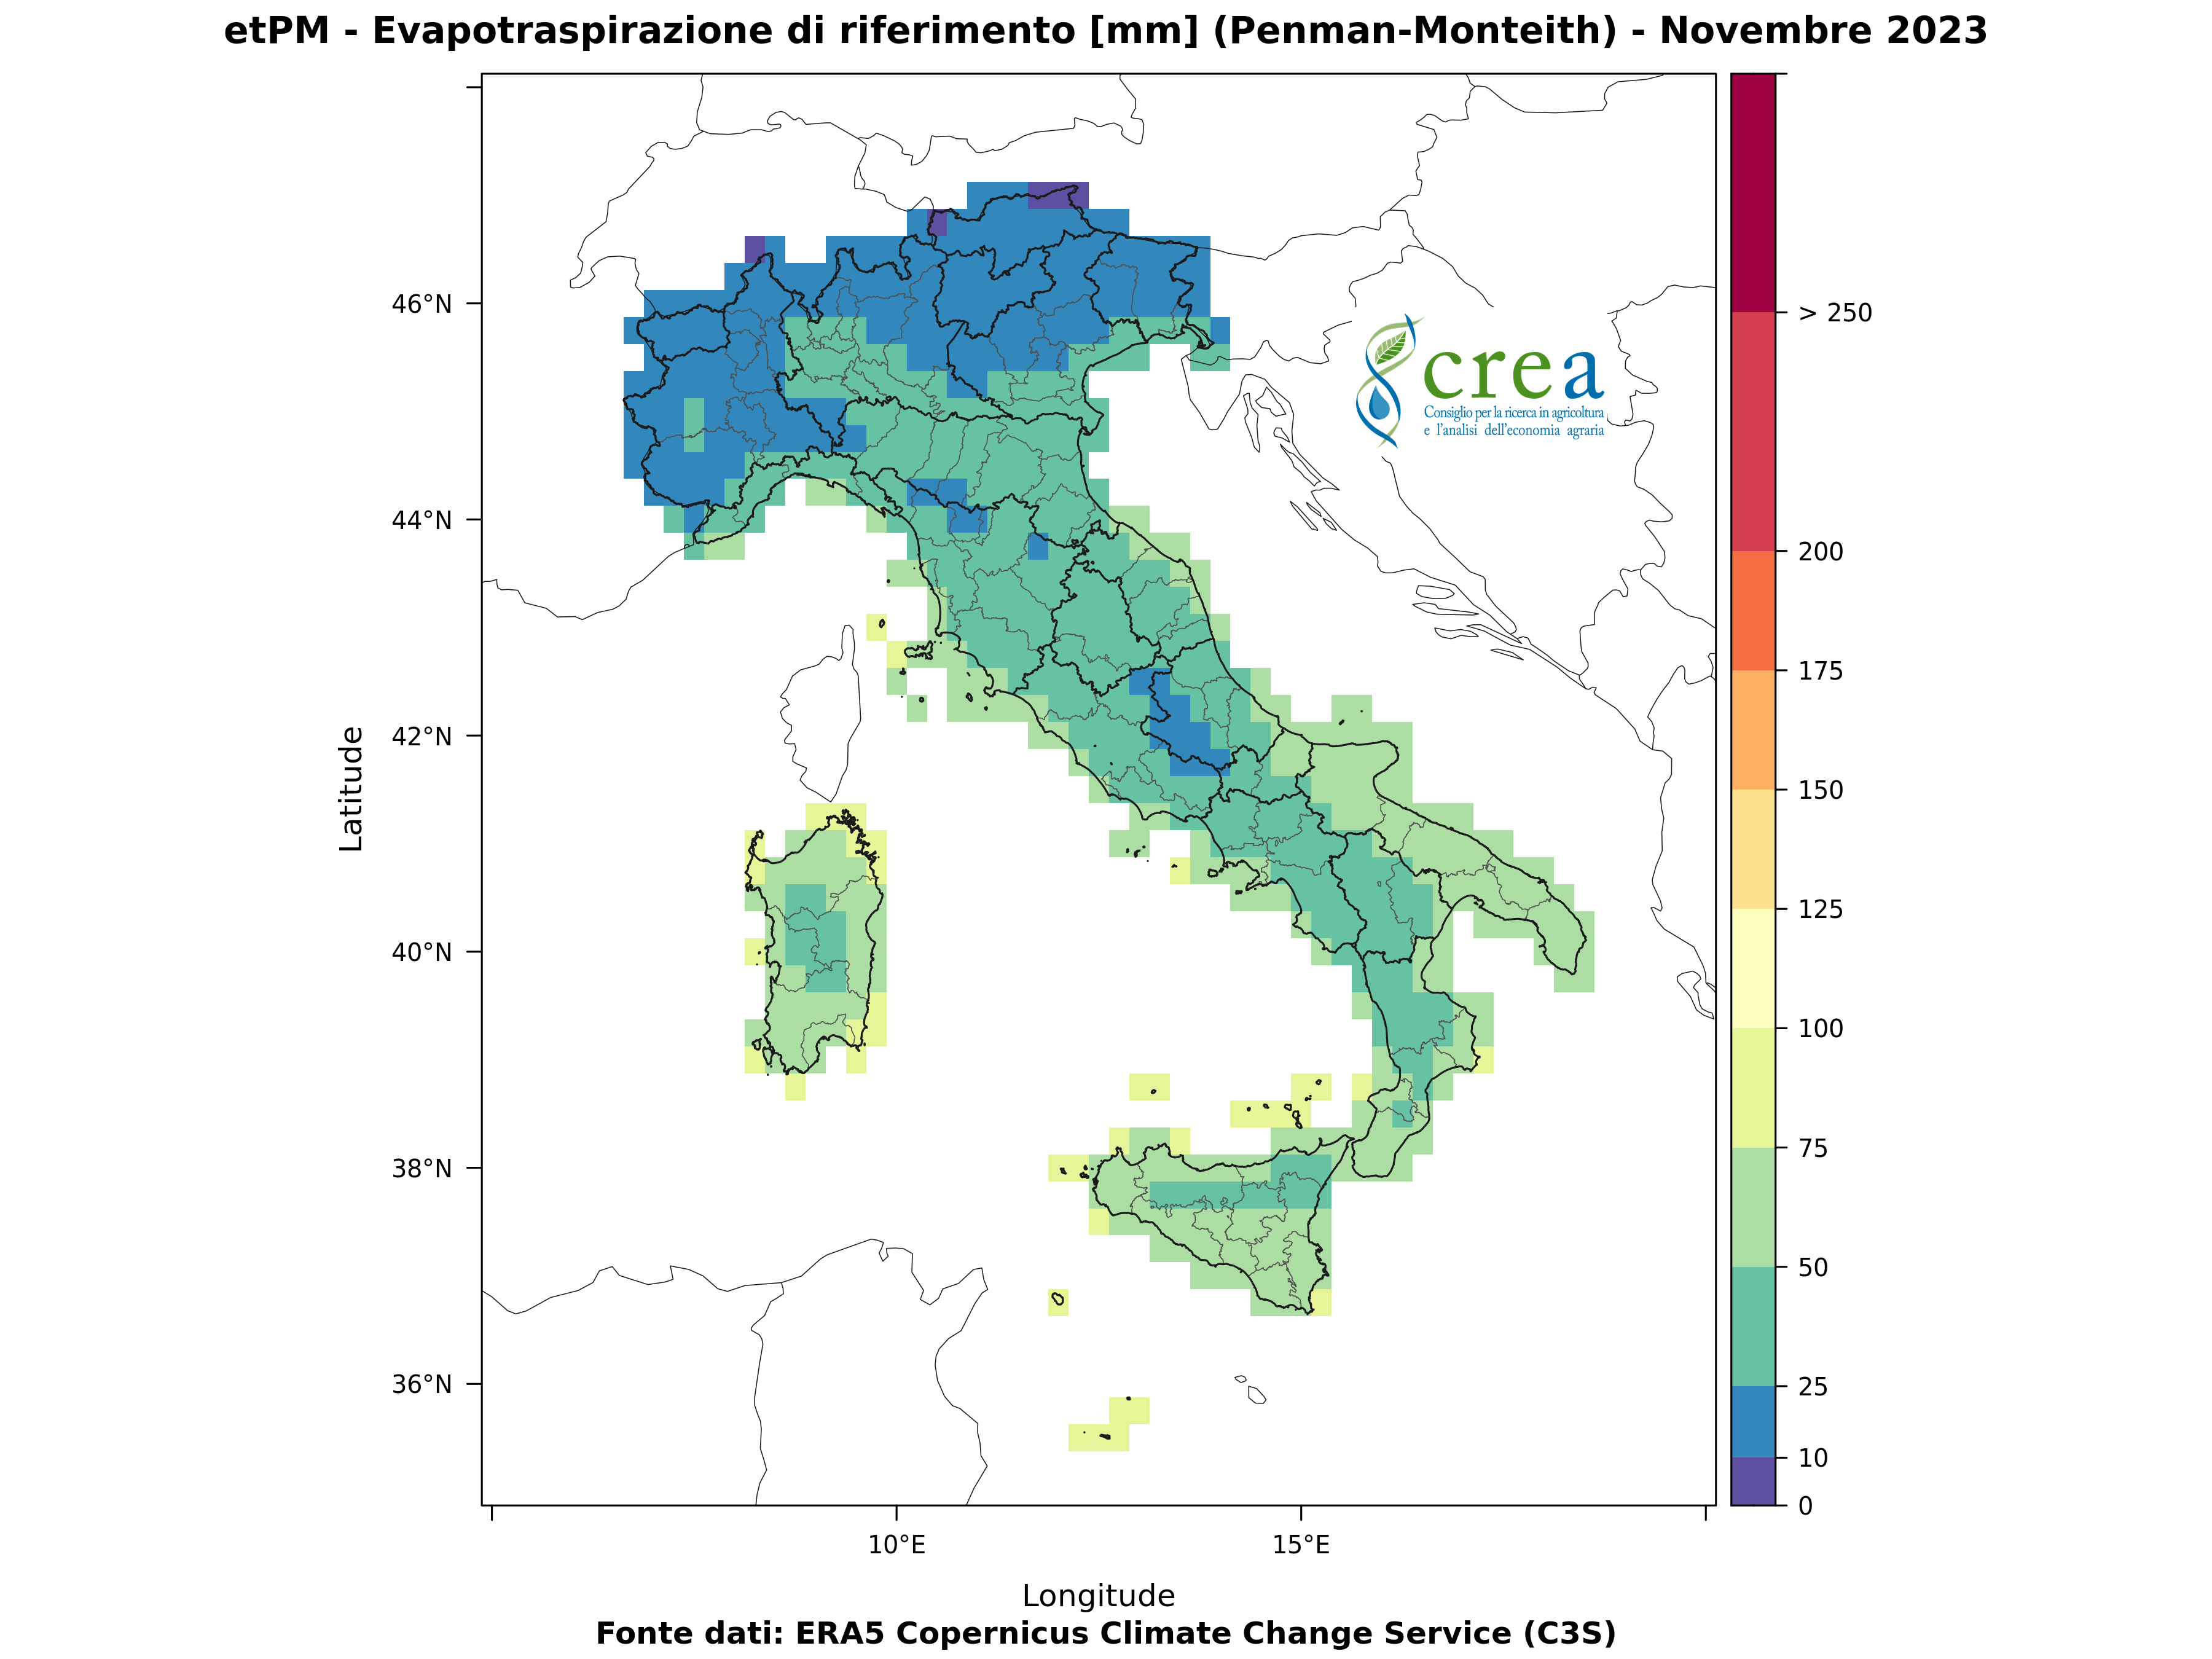 etPM - Evapotraspirazione di riferimento [mm] (Penman-Monteith) - Novembre 2023
46°N
44°N
42°N
40°N
38°N
36°N
Latitude
crea
Consiglio per la ricerca in agricoltura
e l'analisi dell'economia agraria
> 250
200
175
150
125
100
75
50
25
10
0
10°E
15°E
Longitude
Fonte dati: ERA5 Copernicus Climate Change Service (C3S)